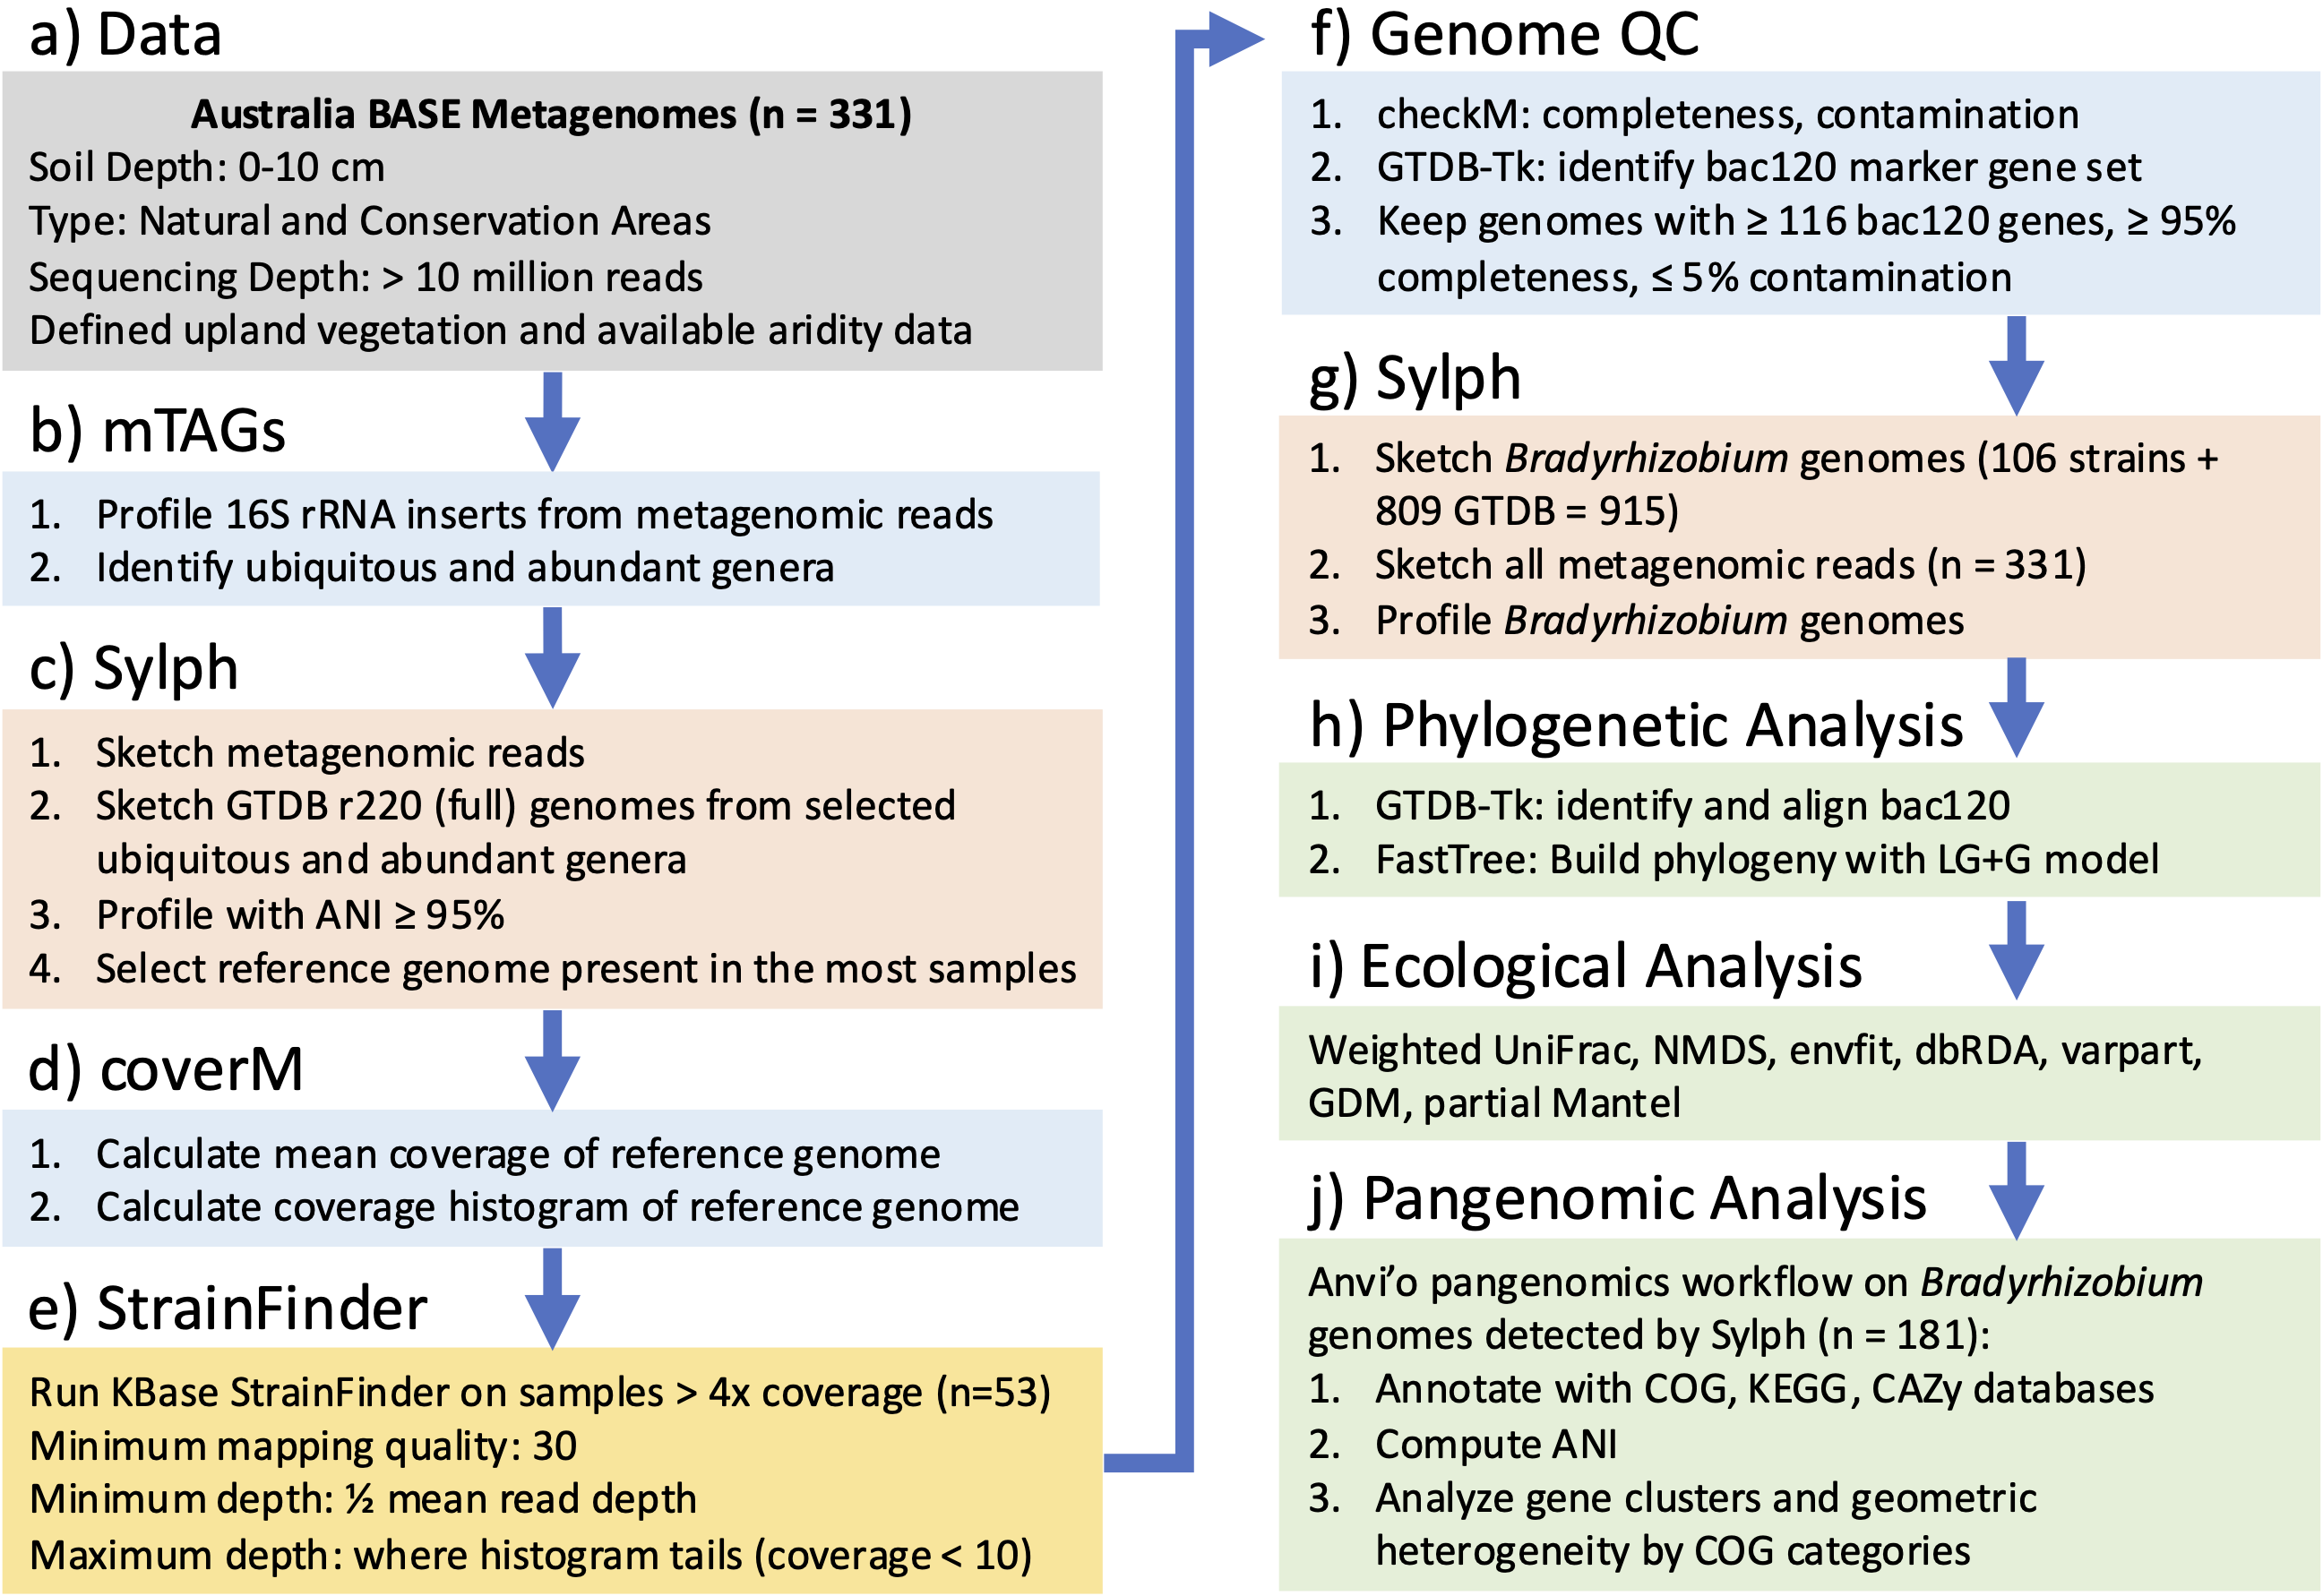 a) Data
Australia BASE Metagenomes (n = 331)
Soil Depth: 0-10 cm
Type: Natural and Conservation Areas
Sequencing Depth: > 10 million reads
Defined upland vegetation and available aridity data
b) mTAGs
1. Profile 16S rRNA inserts from metagenomic reads
2. Identify ubiquitous and abundant genera
c) Sylph
1. Sketch metagenomic reads
2. Sketch GTDB r220 (full) genomes from selected
ubiquitous and abundant genera
3. Profile with ANI ≥ 95%
4. Select reference genome present in the most samples
d) coverM
1. Calculate mean coverage of reference genome
2. Calculate coverage histogram of reference genome
e) StrainFinder
Run KBase StrainFinder on samples > 4x coverage (n=53)
Minimum mapping quality: 30
Minimum depth: ½ mean read depth
Maximum depth: where histogram tails (coverage < 10)
f) Genome QC
1. checkM: completeness, contamination
2. GTDB-Tk: identify bac120 marker gene set
3. Keep genomes with ≥ 116 bac120 genes, ≥ 95%
completeness, ≤ 5% contamination
g) Sylph
1. Sketch Bradyrhizobium genomes (106 strains +
809 GTDB = 915)
2. Sketch all metagenomic reads (n = 331)
3. Profile Bradyrhizobium genomes
h) Phylogenetic Analysis
1. GTDB-Tk: identify and align bac120
2. FastTree: Build phylogeny with LG+G model
i) Ecological Analysis
Weighted UniFrac, NMDS, envfit, dbRDA, varpart,
GDM, partial Mantel
j) Pangenomic Analysis
Anvi’o pangenomics workflow on Bradyrhizobium
genomes detected by Sylph (n = 181):
1. Annotate with COG, KEGG, CAZy databases
2. Compute ANI
3. Analyze gene clusters and geometric
heterogeneity by COG categories